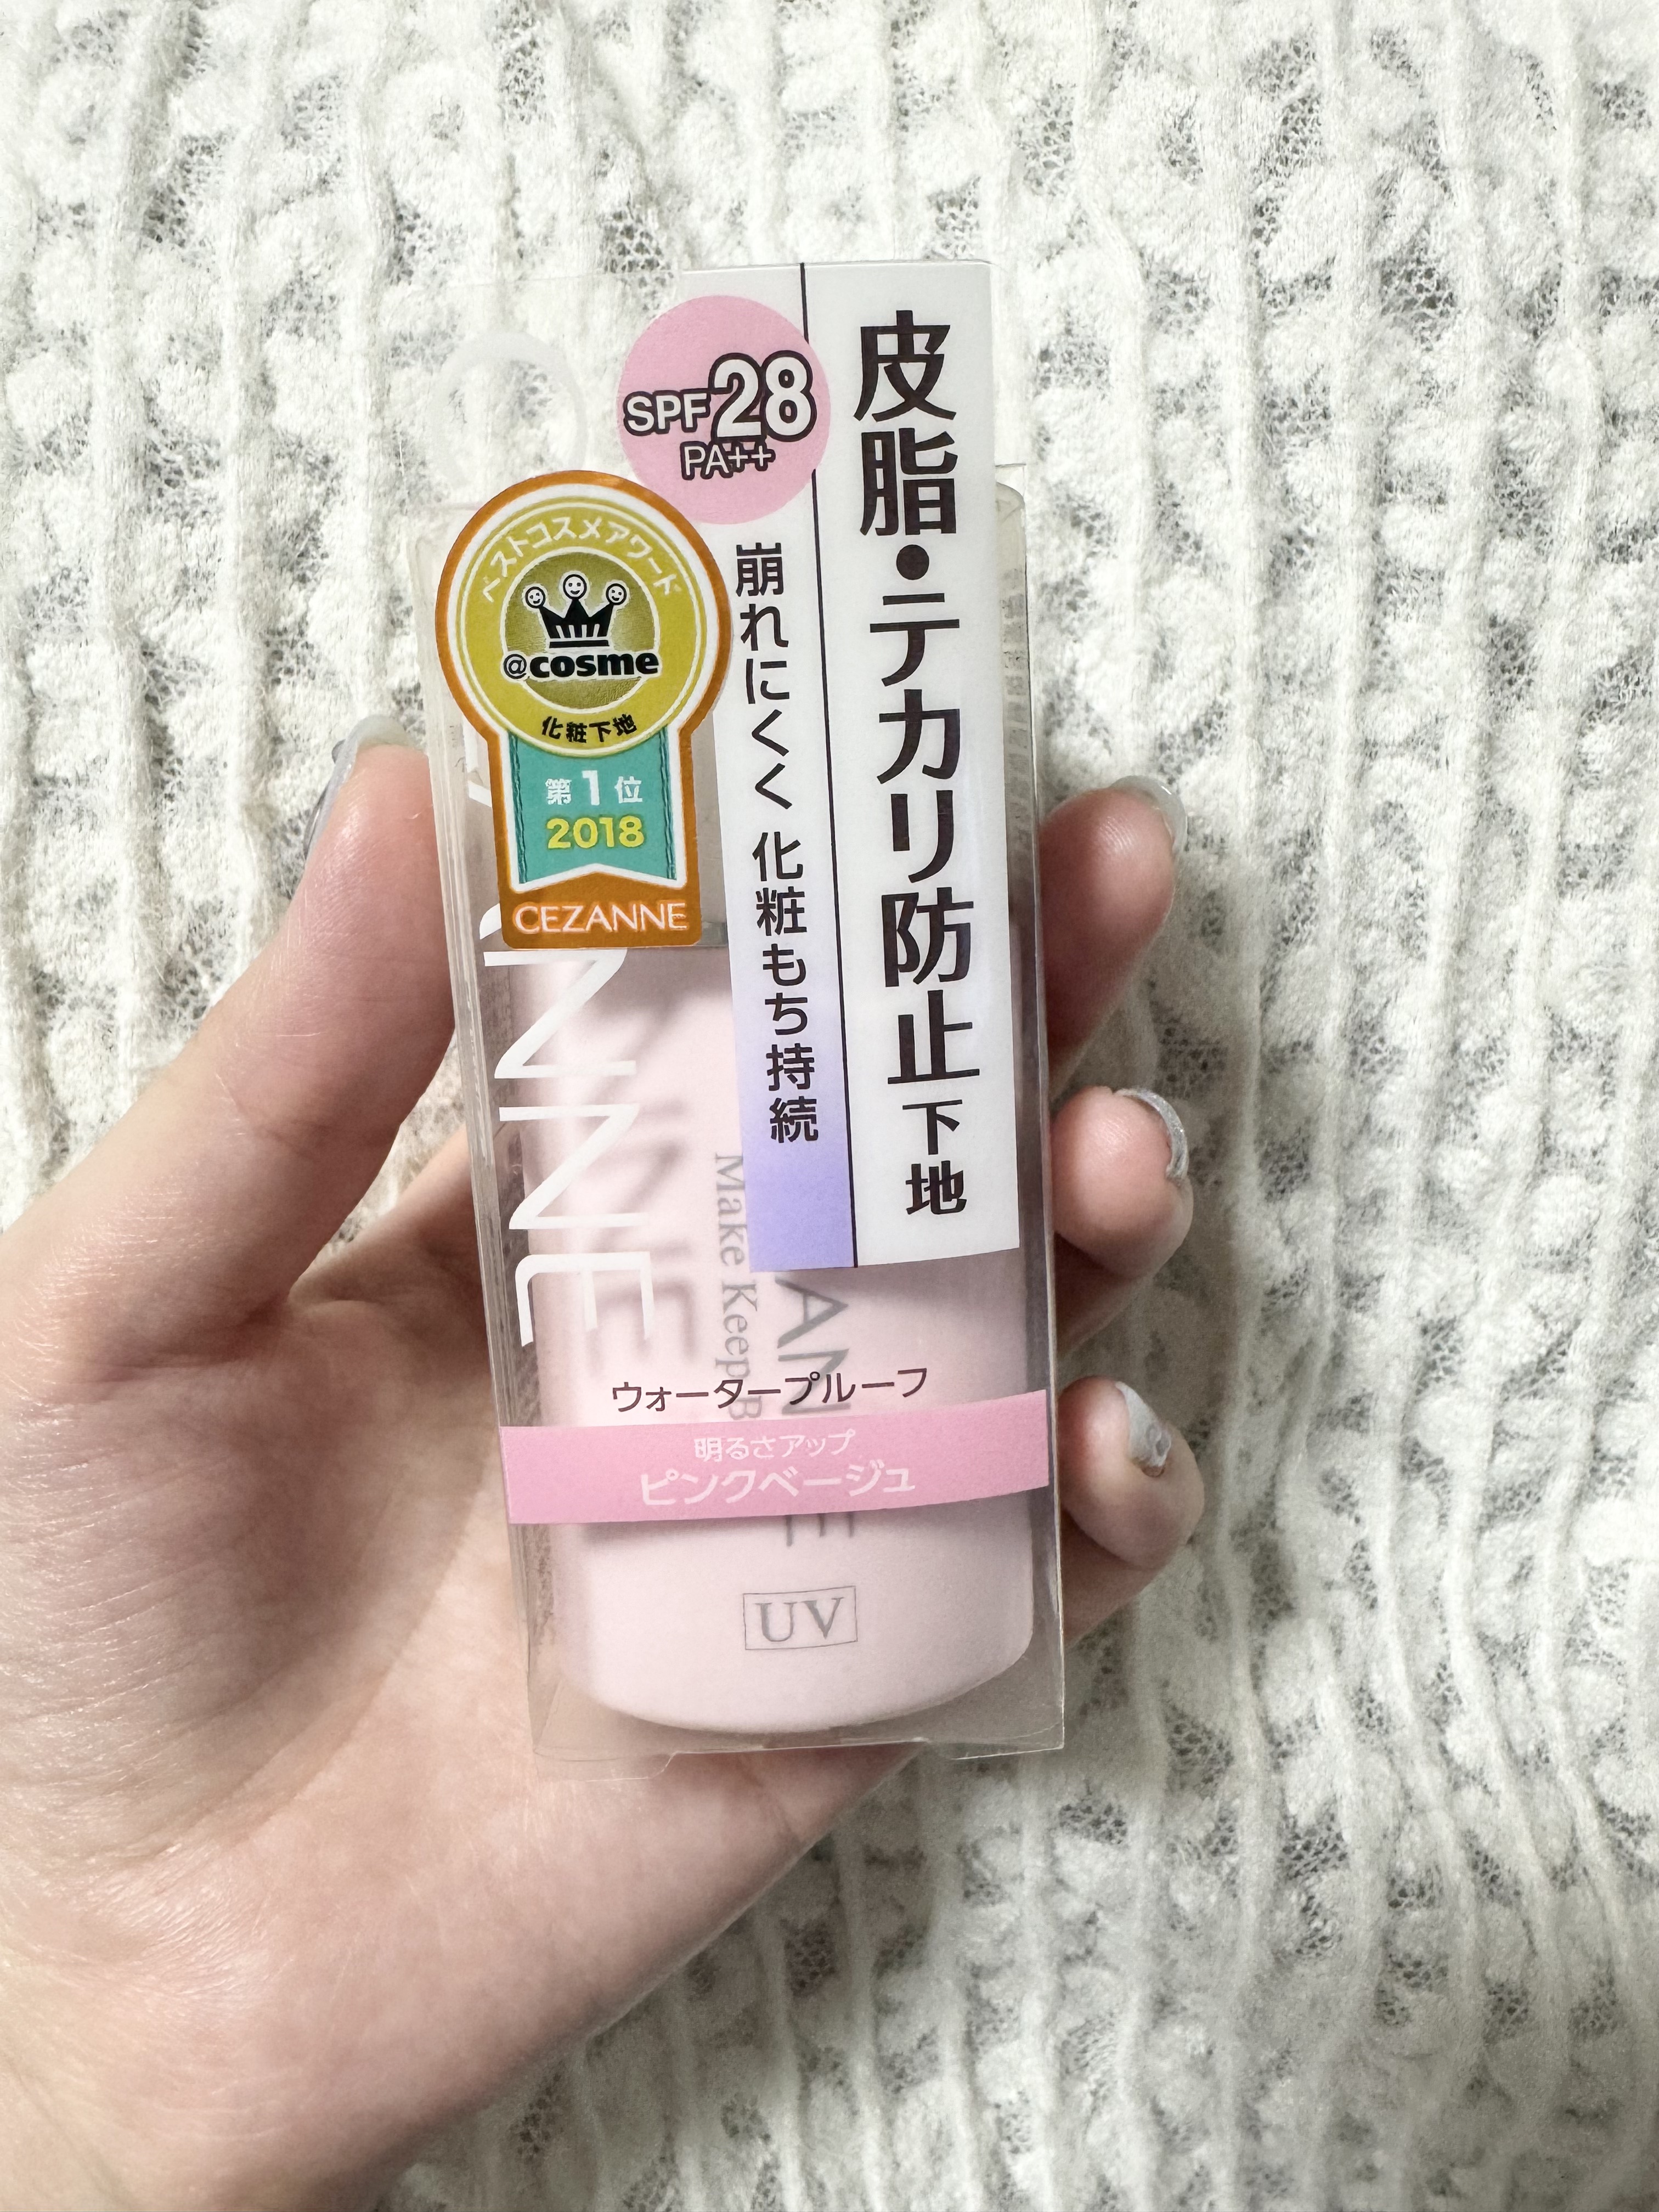 皮脂・テカリ防止下地
崩れにくく 化粧もち持続
SPF28
PA++
ベストコスメアワード
@cosme
化粧下地
第1位
2018
CEZANNE
ANNE
Make Keep B
ウォータープルーフ
明るさアップ
ピンクベージュ
UV